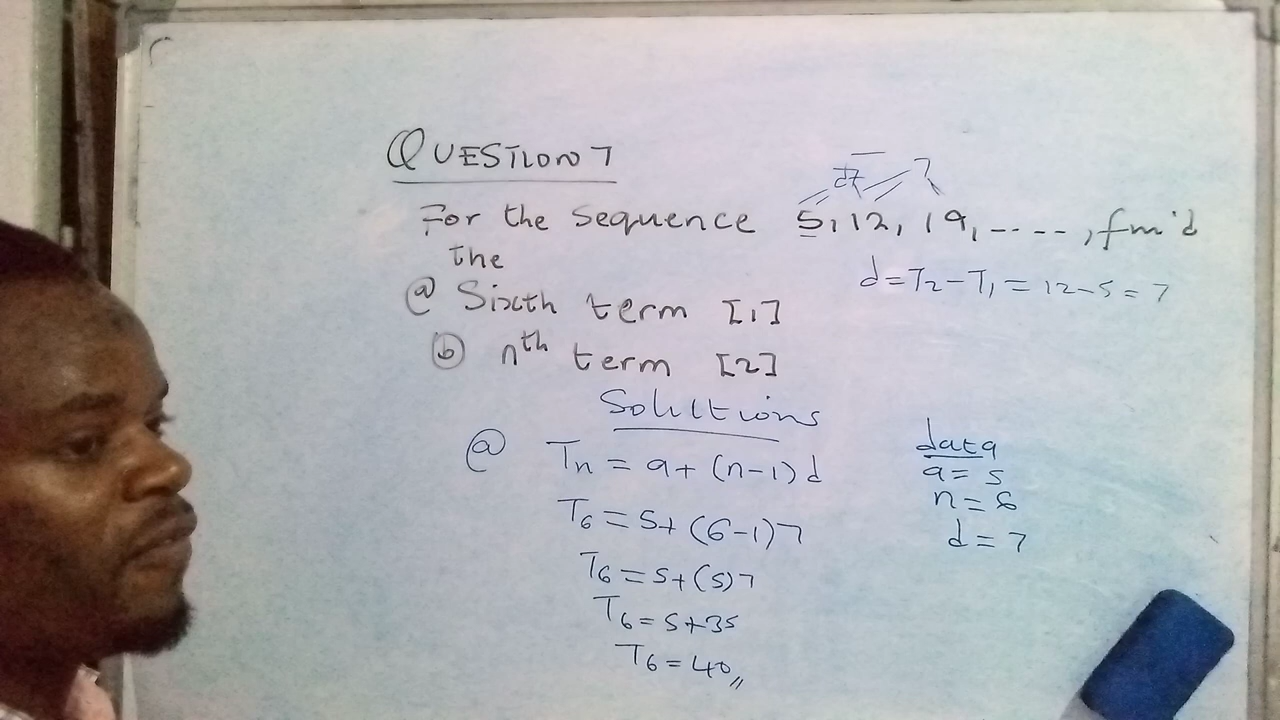 QUESTION 7
For the sequence 5, 12, 19, ----, find
the
d = T2 - T1 = 12 - 5 = 7
(a) Sixth term [1]
(b) nth term [2]
Solutions
(a) Tn = a + (n-1)d
data
a = 5
n = 6
d = 7
T6 = 5 + (6-1)7
T6 = 5 + (5)7
T6 = 5 + 35
T6 = 40